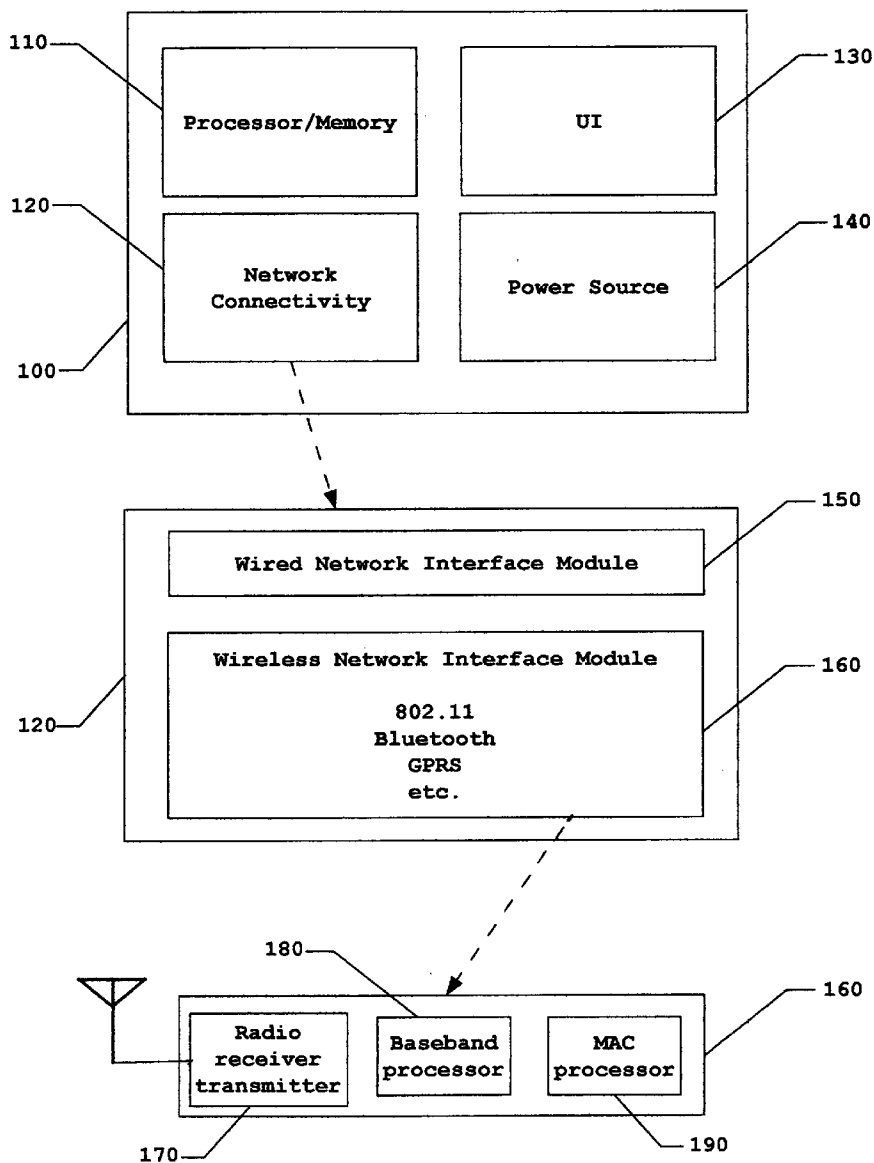 110
130
Processor/Memory
UI
120
140
Network
Connectivity
Power Source
100
150
Wired Network Interface Module
Wireless Network Interface Module
160
802.11
Bluetooth
GPRS
etc.
120
180
160
Radio
receiver
transmitter
Baseband
processor
MAC
processor
170
190